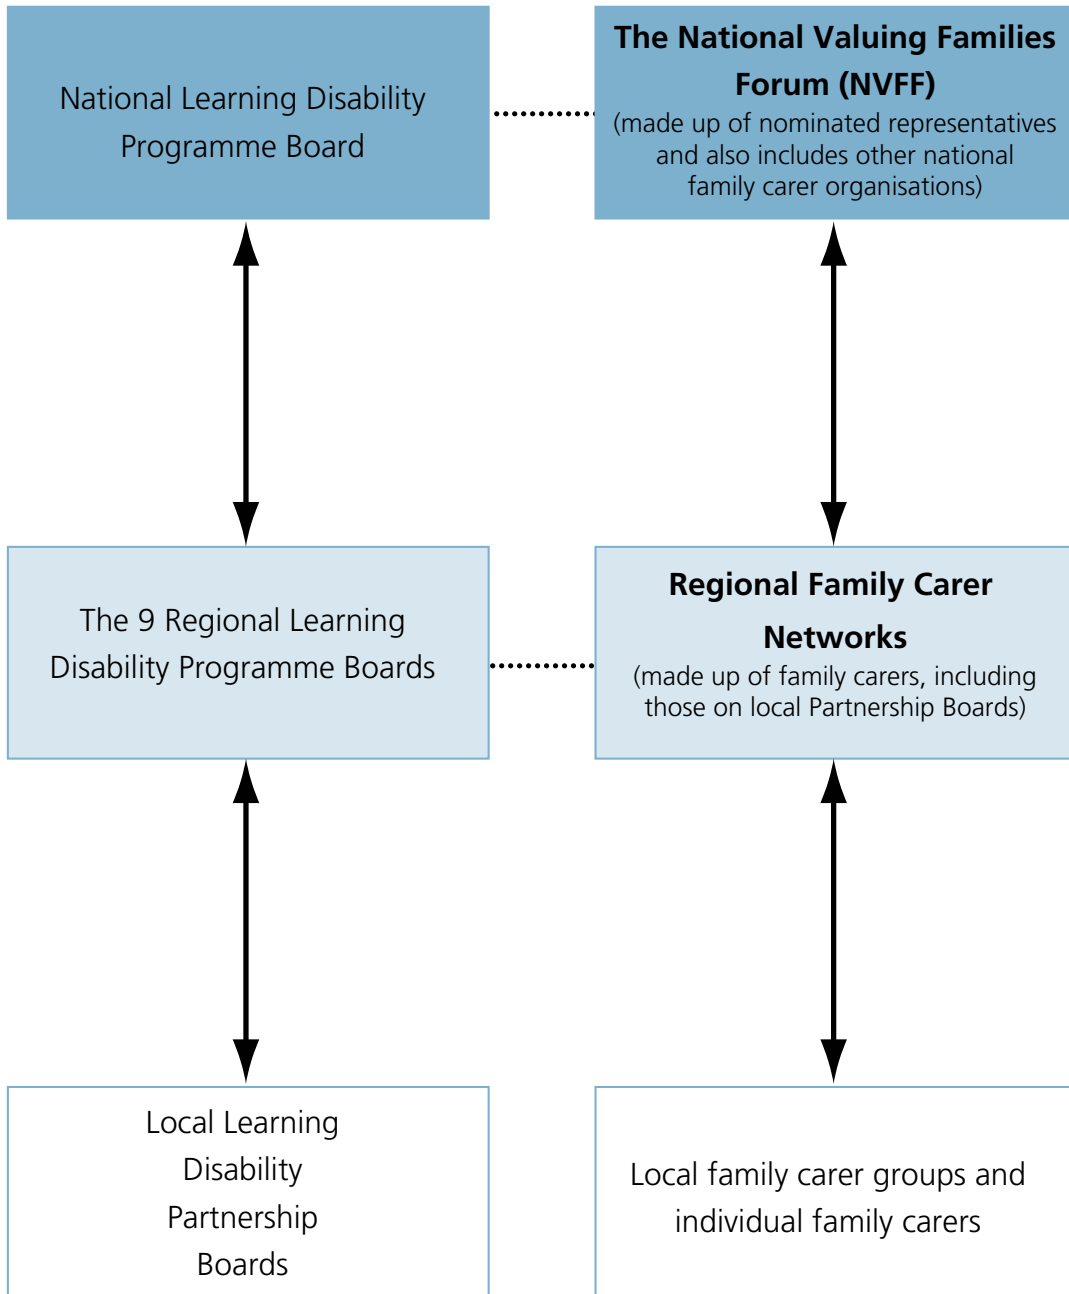 National Learning Disability
Programme Board
The National Valuing Families
Forum (NVFF)
(made up of nominated representatives
and also includes other national
family carer organisations)
The 9 Regional Learning
Disability Programme Boards
Regional Family Carer
Networks
(made up of family carers, including
those on local Partnership Boards)
Local Learning
Disability
Partnership
Boards
Local family carer groups and
individual family carers